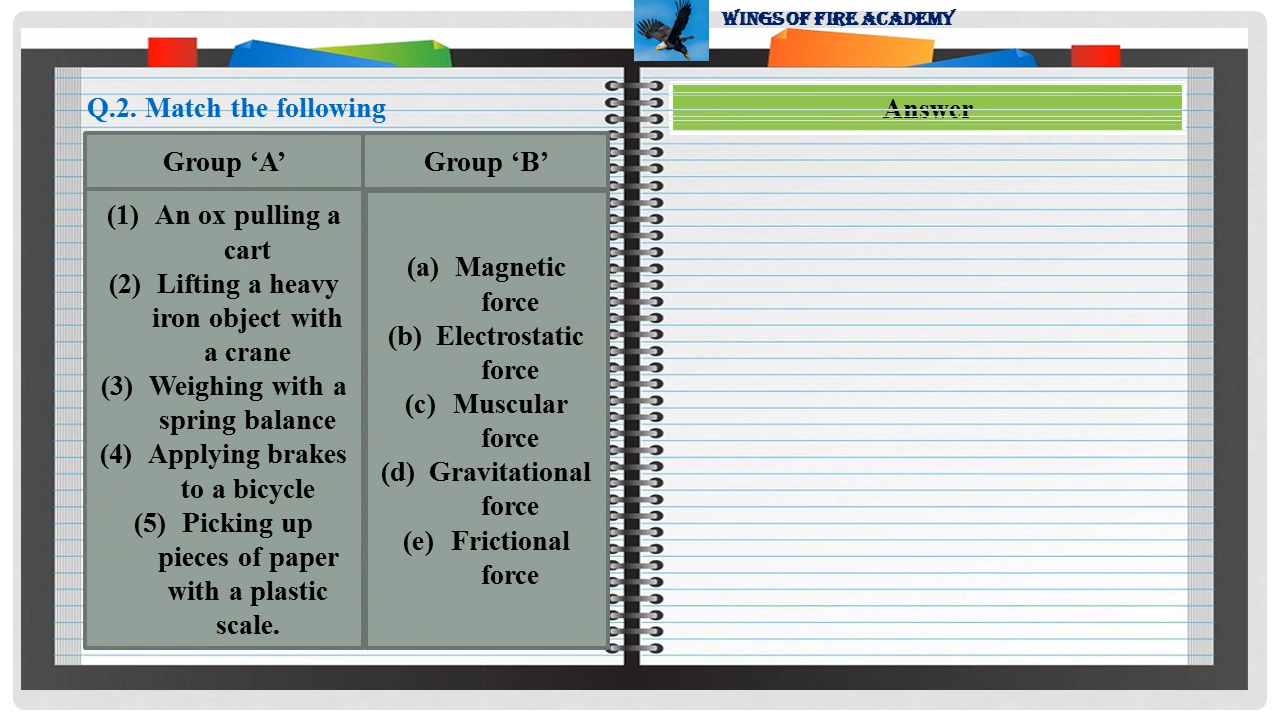 WINGS OF FIRE ACADEMY
Q.2. Match the following
Group ‘A’
(1) An ox pulling a
cart
(2) Lifting a heavy
iron object with
a crane
(3) Weighing with a
spring balance
(4) Applying brakes
to a bicycle
(5) Picking up
pieces of paper
with a plastic
scale.
Group ‘B’
(a) Magnetic
force
(b) Electrostatic
force
(c) Muscular
force
(d) Gravitational
force
(e) Frictional
force
Answer